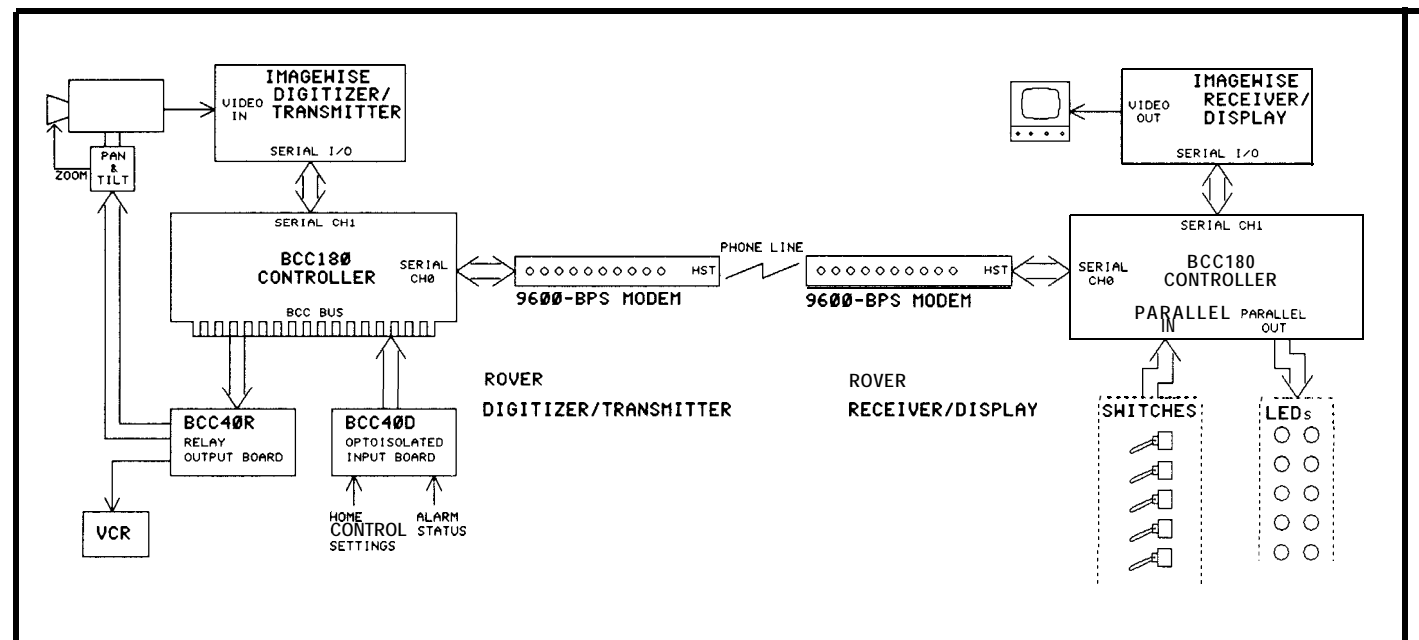 IMAGEWISE
DIGITIZER/
TRANSMITTER
VIDEO
IN
SERIAL I/O
PAN
&
TILT
ZOOM
SERIAL CH1
BCC180
CONTROLLER
SERIAL
CH0
BCC BUS
HST
9600-BPS MODEM
PHONE LINE
HST
9600-BPS MODEM
IMAGEWISE
RECEIVER/
DISPLAY
VIDEO
OUT
SERIAL I/O
SERIAL CH1
BCC180
CONTROLLER
SERIAL
CH0
PARALLEL
IN
PARALLEL
OUT
BCC40R
RELAY
OUTPUT BOARD
BCC40D
OPTOISOLATED
INPUT BOARD
ROVER
DIGITIZER/TRANSMITTER
ROVER
RECEIVER/DISPLAY
SWITCHES
LEDs
VCR
HOME
CONTROL
SETTINGS
ALARM
STATUS